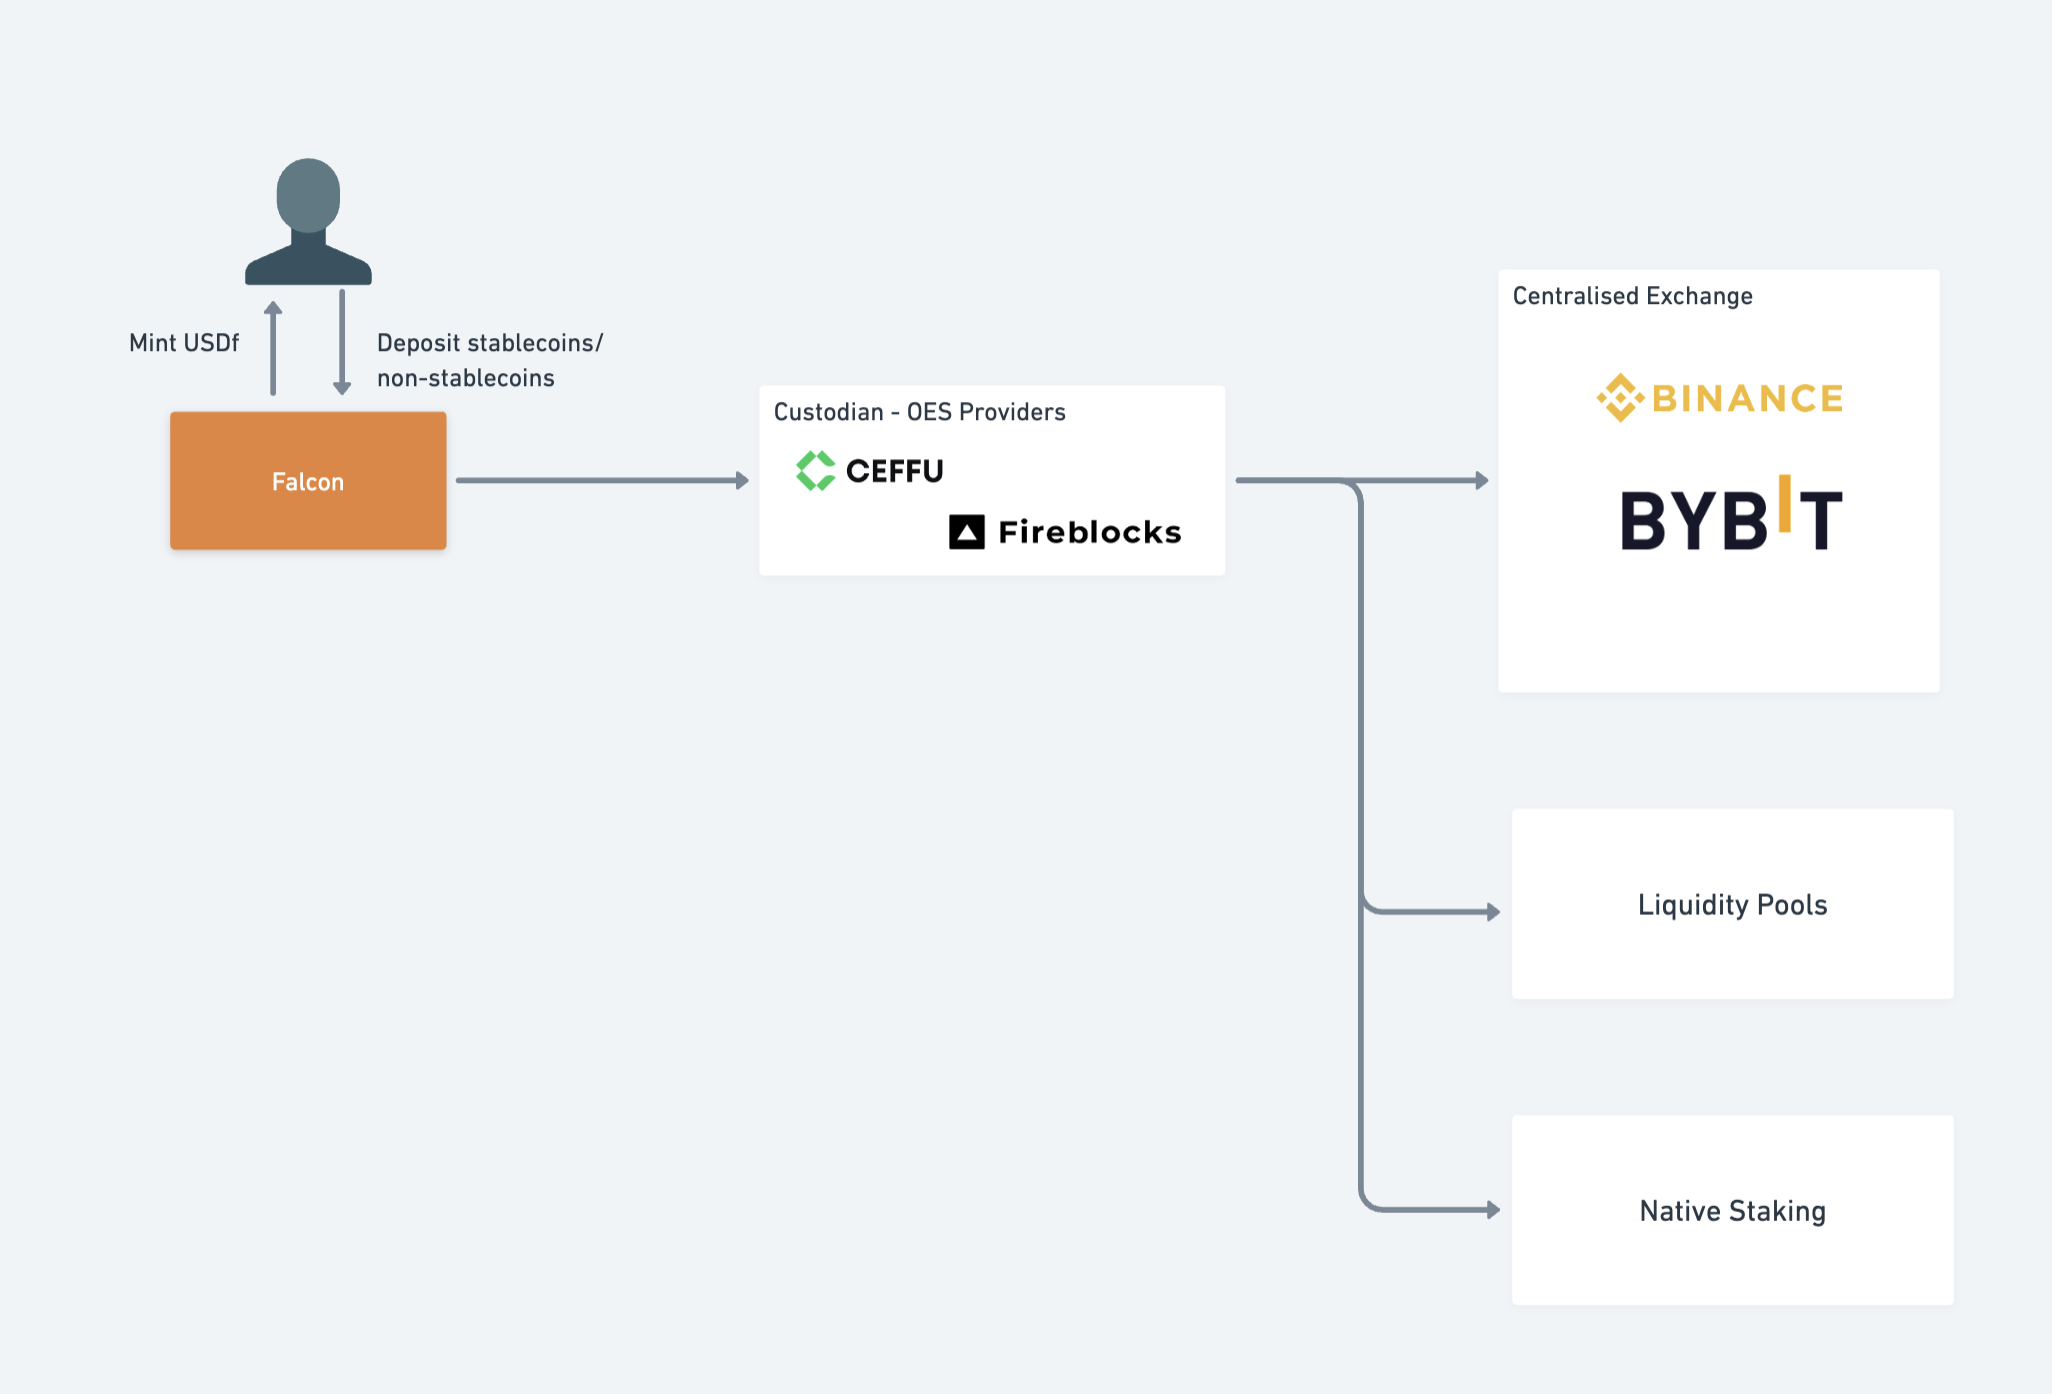 Mint USDf
Deposit stablecoins/
non-stablecoins
Falcon
Custodian - OES Providers
CEFFU
Fireblocks
Centralised Exchange
BINANCE
BYBIT
Liquidity Pools
Native Staking